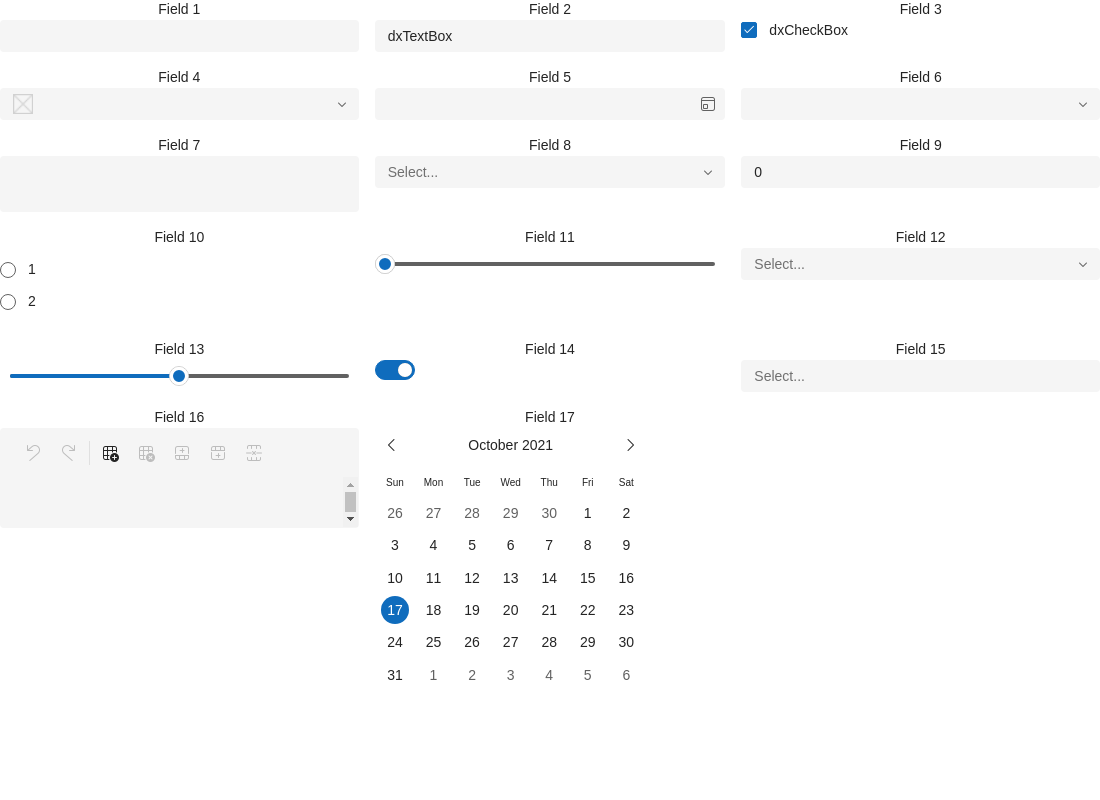 Field 1 Field 2 Field 3
dxTextBox dxCheckBox
Field 4 Field 5 Field 6
Field 7 Field 8 Field 9
Select... 0
Field 10 Field 11 Field 12
1 Select...
2
Field 13 Field 14 Field 15
Select...
Field 16 Field 17
October 2021
Sun Mon Tue Wed Thu Fri Sat
26 27 28 29 30 1 2
3 4 5 6 7 8 9
10 11 12 13 14 15 16
17 18 19 20 21 22 23
24 25 26 27 28 29 30
31 1 2 3 4 5 6